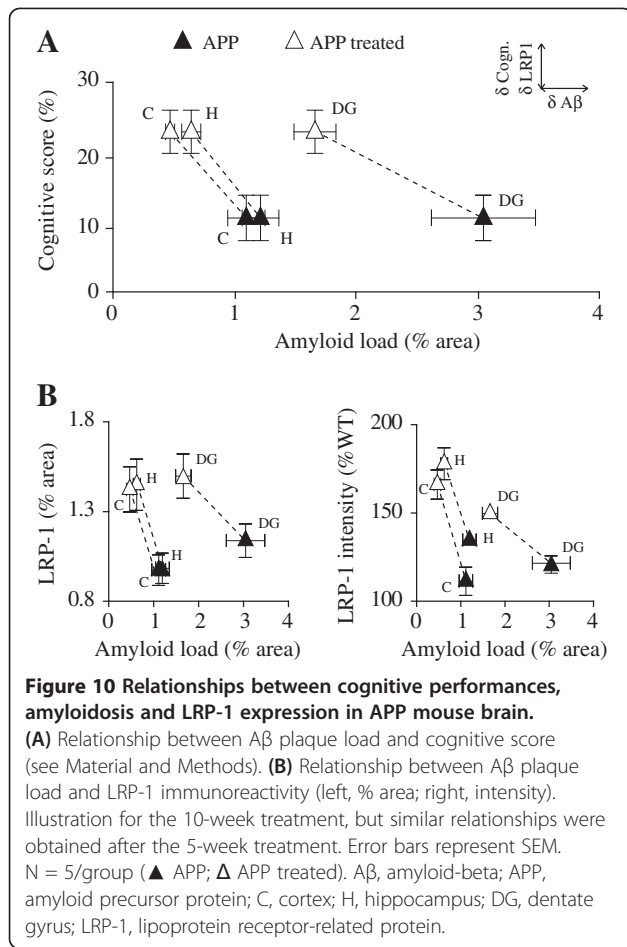 A
▲ APP △ APP treated
δ Cogn.
δ LRP1
δ Aβ
Cognitive score (%)
30
20
10
0
C
H
DG
C
H
DG
0 1 2 3 4
Amyloid load (% area)
B
LRP-1
(% area)
1.8
1.3
0.8
C
H
DG
C
H
DG
0 1 2 3 4
Amyloid load (% area)
LRP-1 intensity (%WT)
200
150
100
C
H
DG
C
H
DG
0 1 2 3 4
Amyloid load (% area)
Figure 10 Relationships between cognitive performances,
amyloidosis and LRP-1 expression in APP mouse brain.
(A) Relationship between Aβ plaque load and cognitive score
(see Material and Methods). (B) Relationship between Aβ plaque
load and LRP-1 immunoreactivity (left, % area; right, intensity).
Illustration for the 10-week treatment, but similar relationships were
obtained after the 5-week treatment. Error bars represent SEM.
N = 5/group (▲ APP; Δ APP treated). Aβ, amyloid-beta; APP,
amyloid precursor protein; C, cortex; H, hippocampus; DG, dentate
gyrus; LRP-1, lipoprotein receptor-related protein.